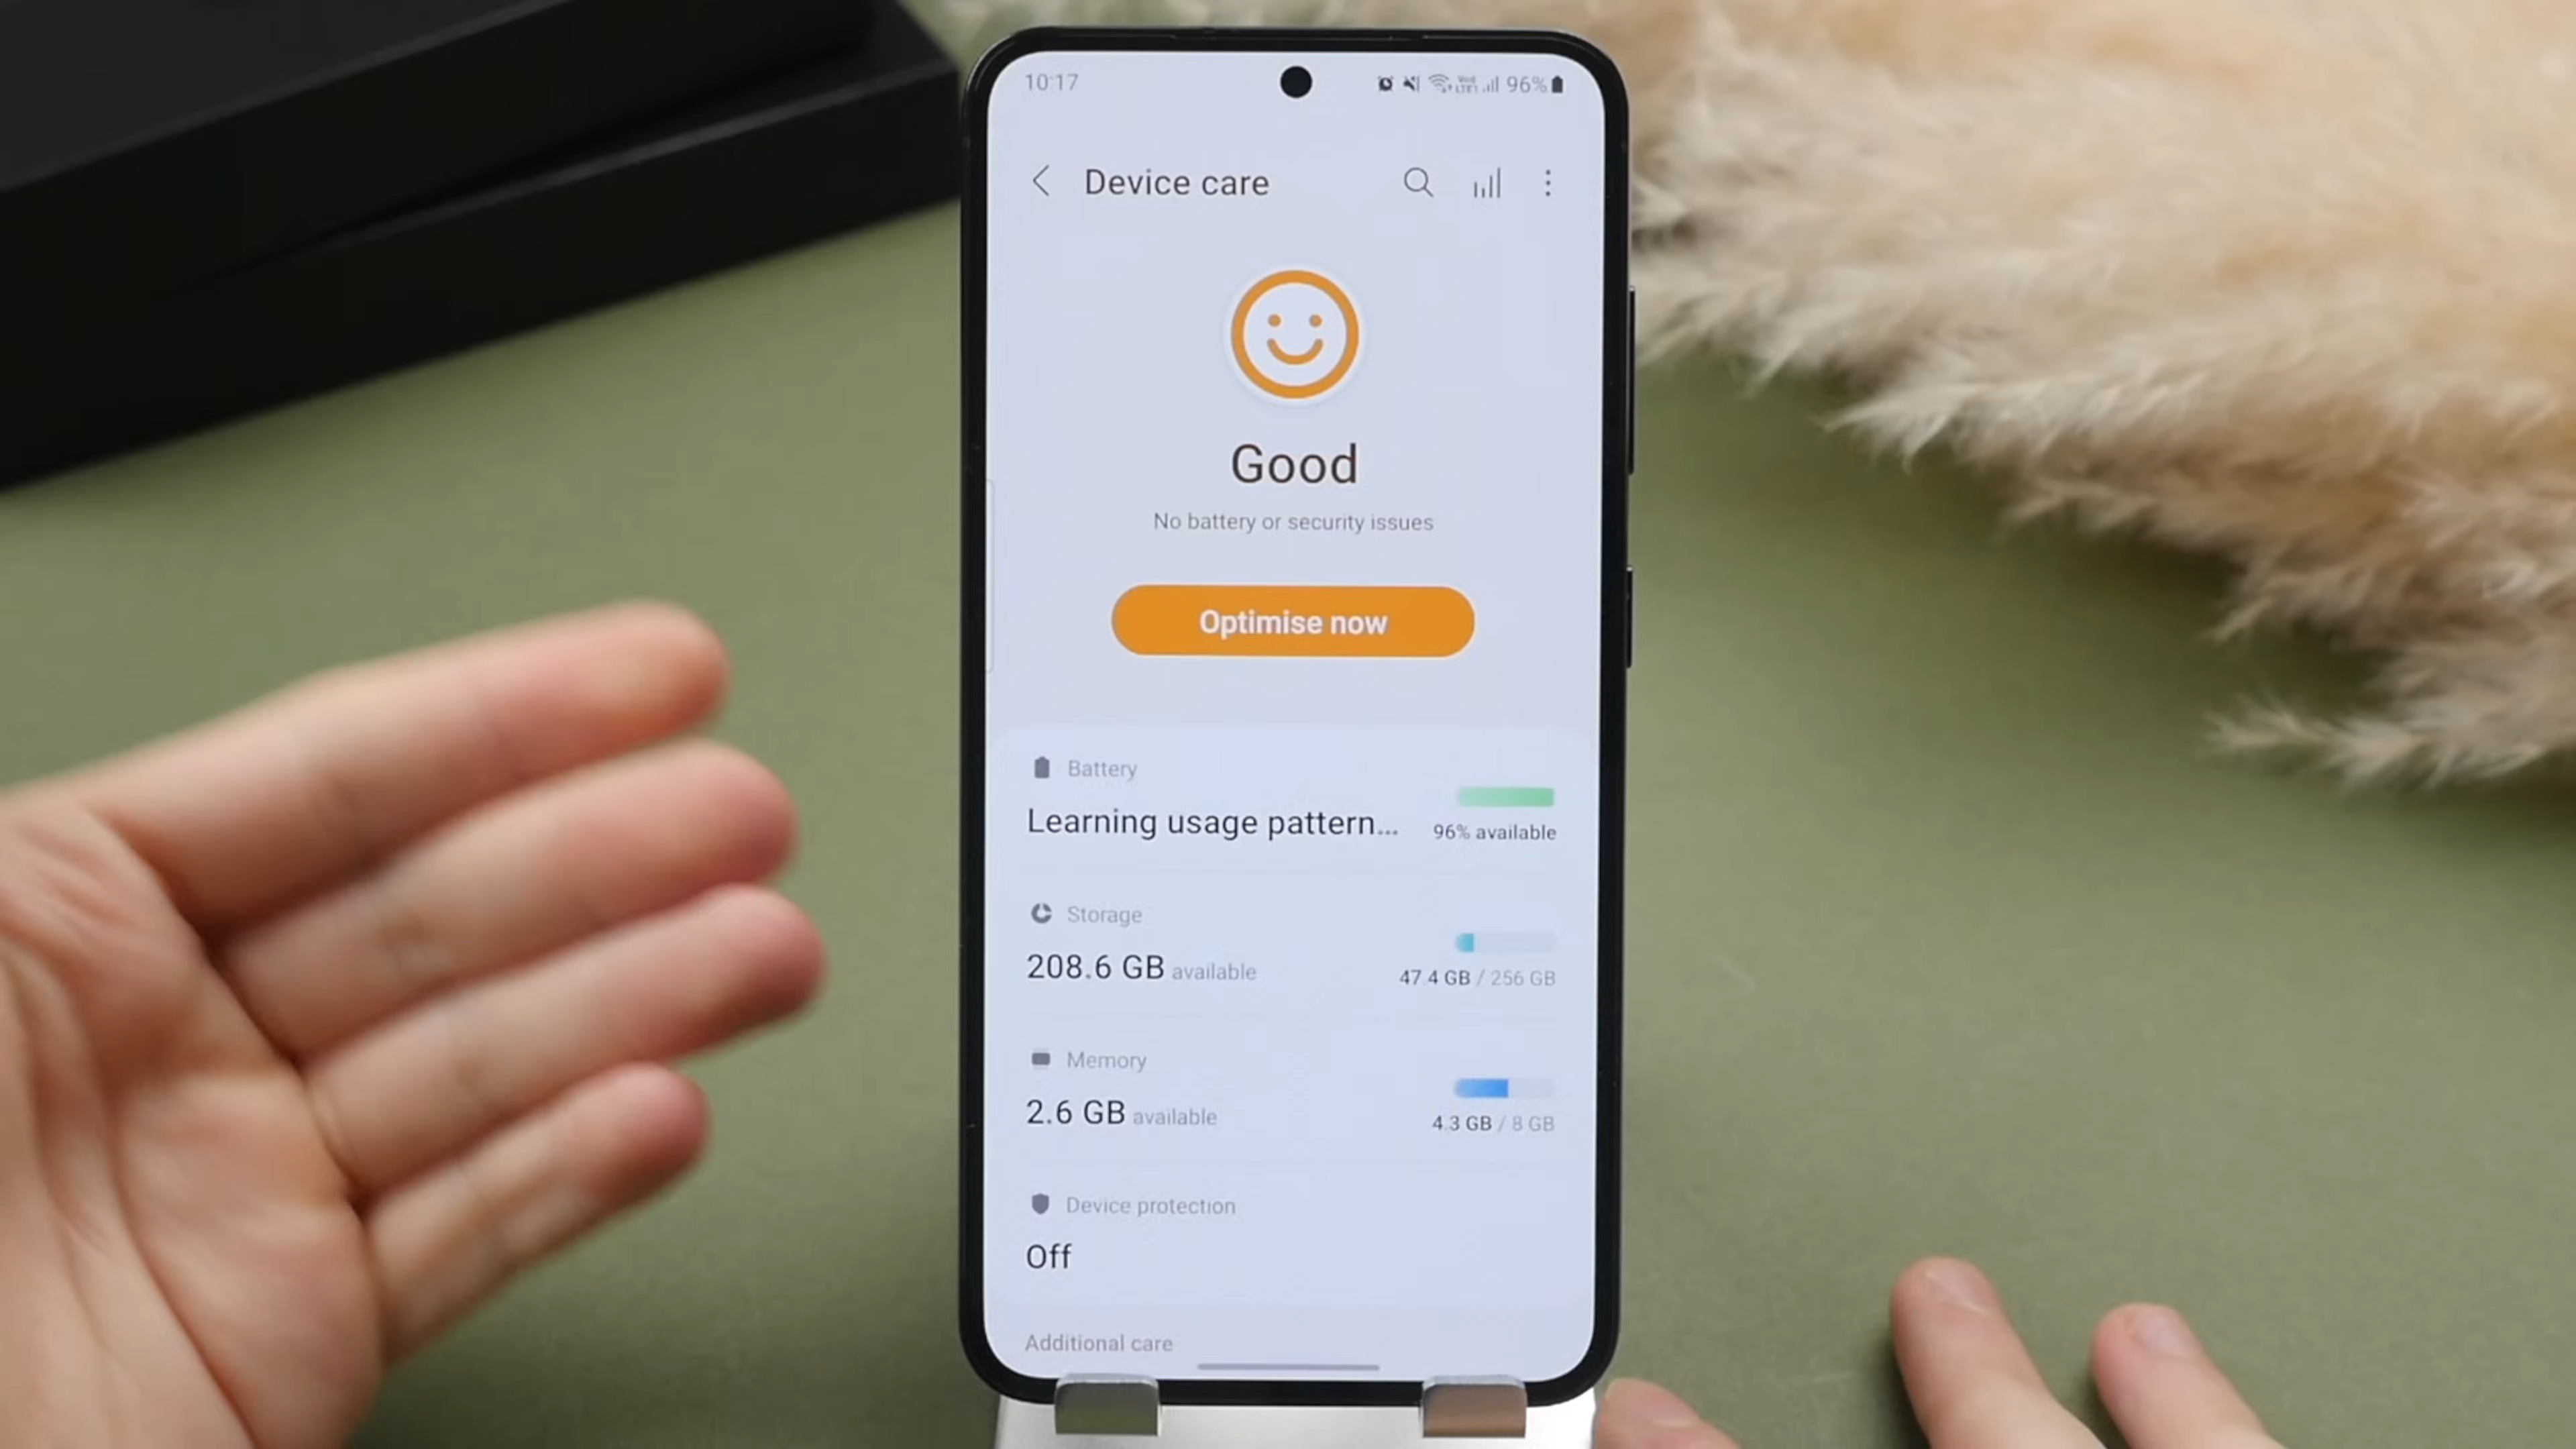 10:17
96%
Device care
Good
No battery or security issues
Optimise now
Battery
Learning usage pattern...
96% available
Storage
208.6 GB available
47.4 GB / 256 GB
Memory
2.6 GB available
4.3 GB / 8 GB
Device protection
Off
Additional care